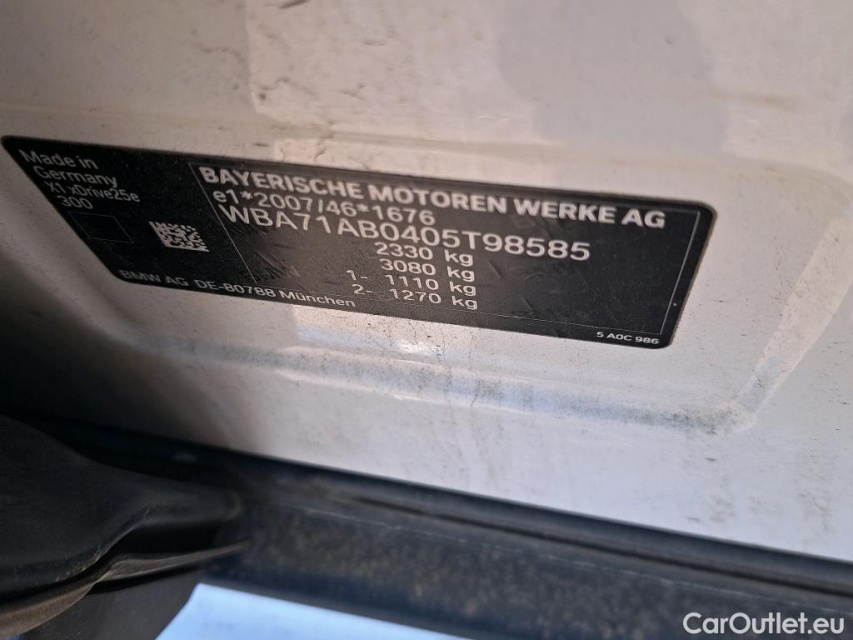 Made in
Germany
X1 xDrive25e
300
BAYERISCHE MOTOREN WERKE AG
e1*2007/46*1676
WBA71AB0405T98585
2330 kg
3080 kg
1- 1110 kg
2- 1270 kg
BMW AG DE-80788 München
5 A0C 986
CarOutlet.eu